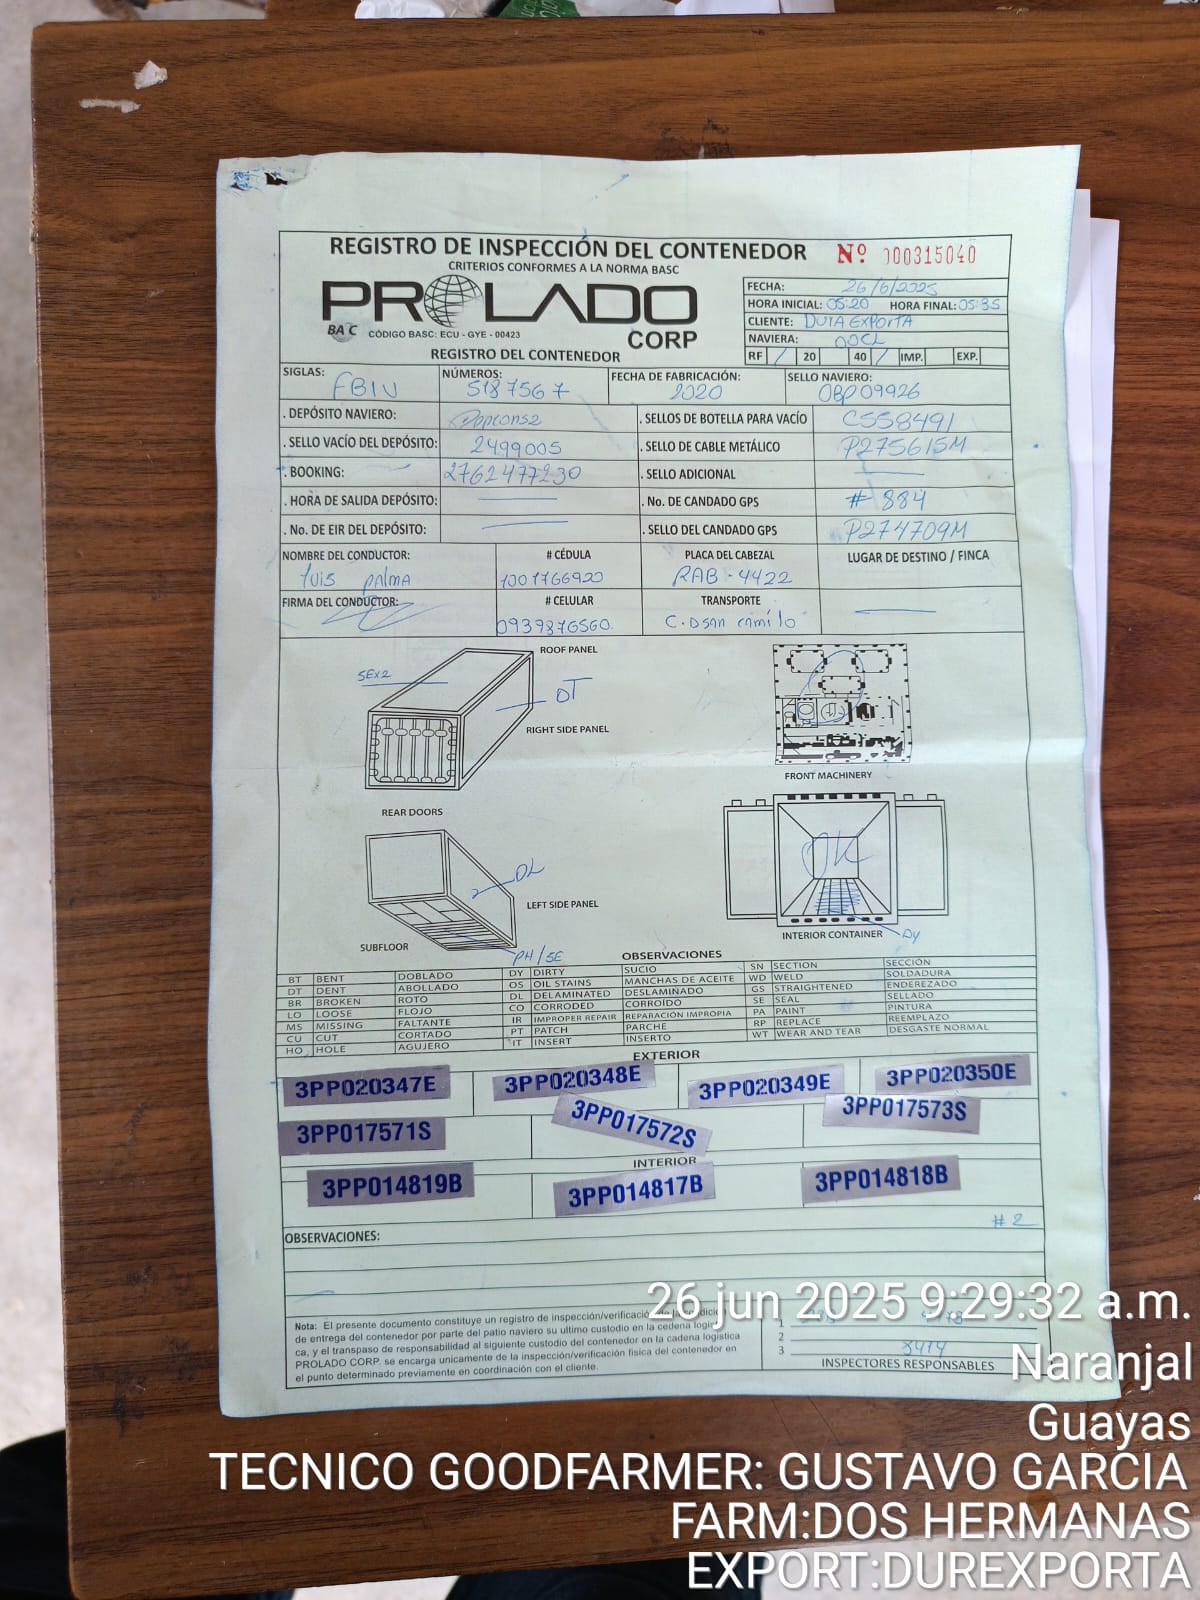 REGISTRO DE INSPECCIÓN DEL CONTENEDOR Nº 000315040
CRITERIOS CONFORMES A LA NORMA BASC
PROLADO
CORP
BASC CÓDIGO BASC: ECU - GYE - 00423
REGISTRO DEL CONTENEDOR
FECHA: 26/6/2025
HORA INICIAL: 05:20 HORA FINAL: 05:35
CLIENTE: DUTA EXPORTA
NAVIERA: OOCL
RF / 20 40 / IMP. EXP.
SIGLAS: FBIU NÚMEROS: 5187567 FECHA DE FABRICACIÓN: 2020 SELLO NAVIERO: OBP09926
. DEPÓSITO NAVIERO: . SELLOS DE BOTELLA PARA VACÍO C558491
. SELLO VACÍO DEL DEPÓSITO: 2499005 . SELLO DE CABLE METÁLICO P275615M
. BOOKING: 2762477230 . SELLO ADICIONAL
. HORA DE SALIDA DEPÓSITO: . No. DE CANDADO GPS # 884
. No. DE EIR DEL DEPÓSITO: . SELLO DEL CANDADO GPS P274709M
NOMBRE DEL CONDUCTOR: # CÉDULA PLACA DEL CABEZAL LUGAR DE DESTINO / FINCA
Luis Palma 1001766920 RAB - 4422
FIRMA DEL CONDUCTOR: # CELULAR TRANSPORTE
0939876560. C.OSAN CAMILO
ROOF PANEL
SEX2
DT
RIGHT SIDE PANEL
FRONT MACHINERY
REAR DOORS
OK
DL
LEFT SIDE PANEL
SUBFLOOR
PH/SE
INTERIOR CONTAINER DY
OBSERVACIONES
BT BENT DOBLADO DY DIRTY SUCIO SN SECTION SECCIÓN
DT DENT ABOLLADO OS OIL STAINS MANCHAS DE ACEITE WD WELD SOLDADURA
BR BROKEN ROTO DL DELAMINATED DESLAMINADO GS STRAIGHTENED ENDEREZADO
LO LOOSE FLOJO CO CORRODED CORROÍDO SE SEAL SELLADO
MS MISSING FALTANTE IR IMPROPER REPAIR REPARACIÓN IMPROPIA PA PAINT PINTURA
CU CUT CORTADO PT PATCH PARCHE RP REPLACE REEMPLAZO
HO HOLE AGUJERO IT INSERT INSERTO WT WEAR AND TEAR DESGASTE NORMAL
EXTERIOR
3PP020347E 3PP020348E 3PP020349E 3PP020350E
3PP017571S 3PP017572S 3PP017573S
INTERIOR
3PP014819B 3PP014817B 3PP014818B
# 2
OBSERVACIONES:
Nota: El presente documento constituye un registro de inspección/verificación de la condición
de entrega del contenedor por parte del patio naviero su ultimo custodio en la cedena logísti
ca, y el transpaso de responsabilidad al siguiente custodio del contenedor en la cadena logística
PROLADO CORP. se encarga unicamente de la inspección/verificación fisica del contenedor en
el punto determinado previamente en coordinación con el cliente.
1
2
3 3414
INSPECTORES RESPONSABLES
26 jun 2025 9:29:32 a.m.
Naranjal
Guayas
TECNICO GOODFARMER: GUSTAVO GARCIA
FARM:DOS HERMANAS
EXPORT:DUREXPORTA